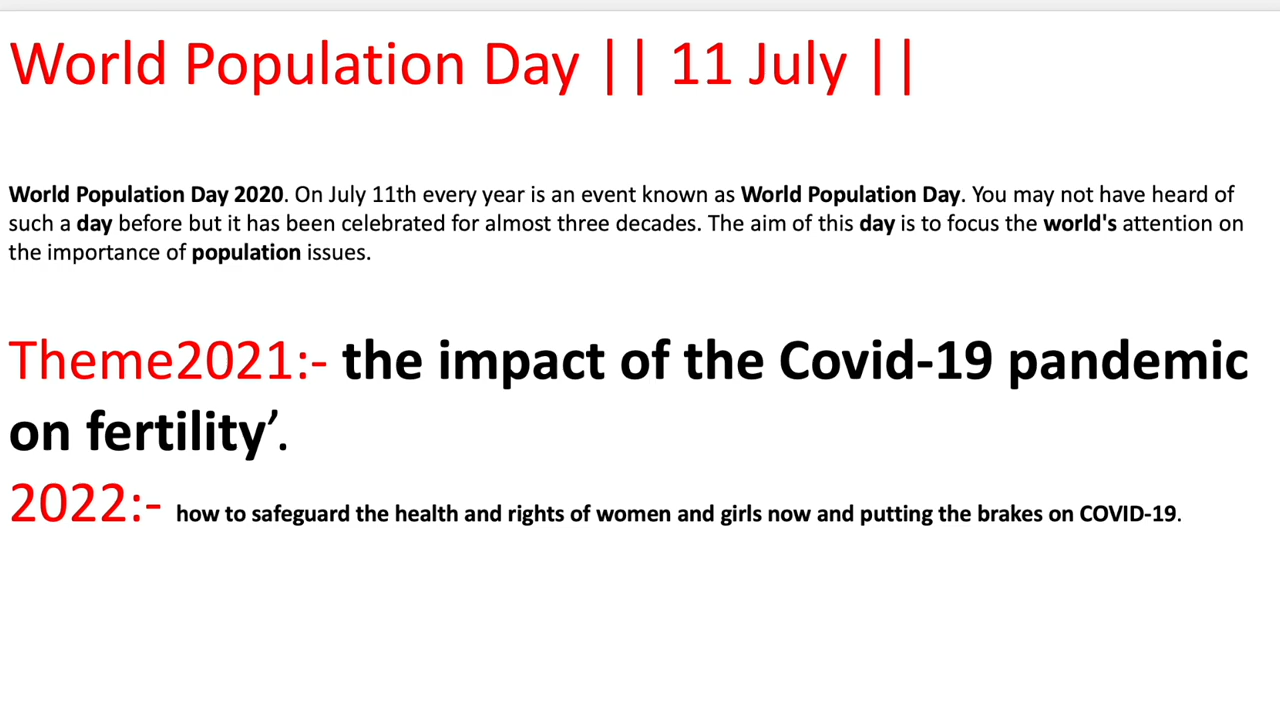 World Population Day || 11 July ||
World Population Day 2020. On July 11th every year is an event known as World Population Day. You may not have heard of
such a day before but it has been celebrated for almost three decades. The aim of this day is to focus the world's attention on
the importance of population issues.
Theme2021:- the impact of the Covid-19 pandemic
on fertility’.
2022:- how to safeguard the health and rights of women and girls now and putting the brakes on COVID-19.